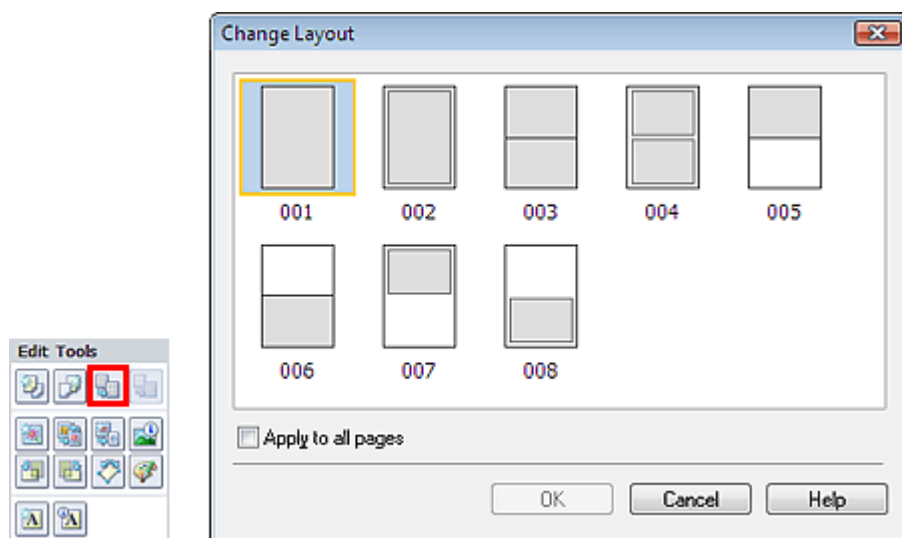 Change Layout
001 002 003 004 005
006 007 008
Edit Tools
Apply to all pages
OK Cancel Help